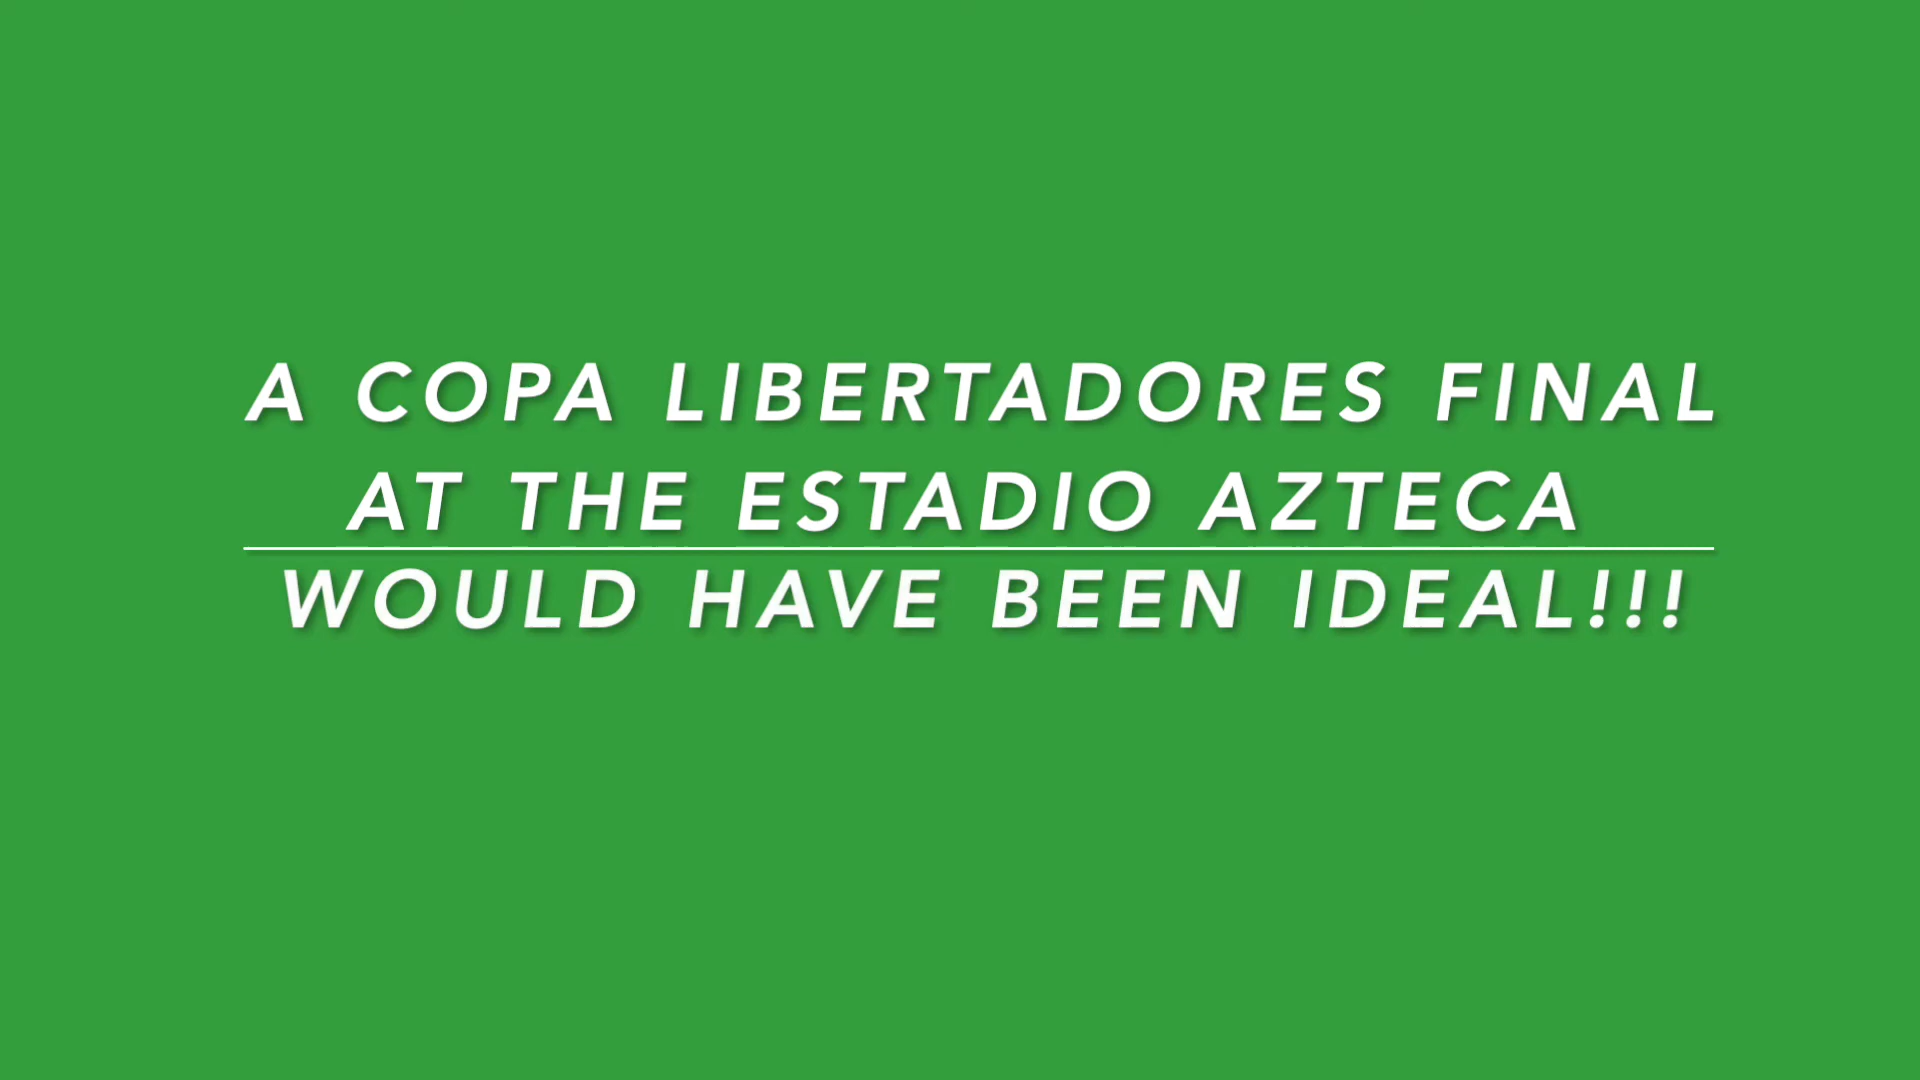 A COPA LIBERTADORES FINAL
AT THE ESTADIO AZTECA
WOULD HAVE BEEN IDEAL!!!